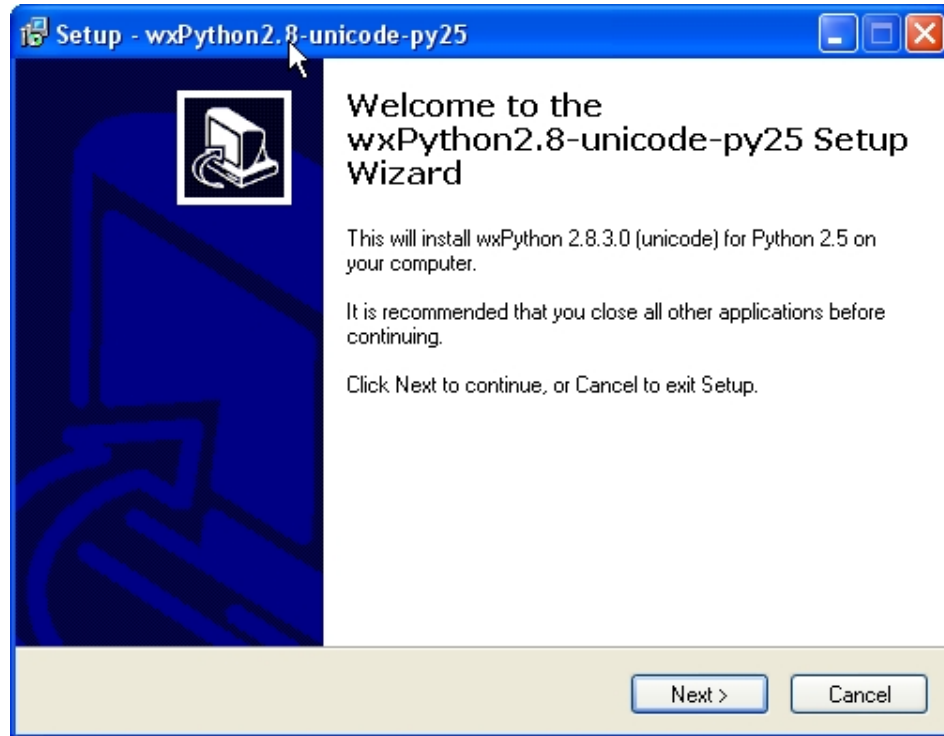 Setup - wxPython2.8-unicode-py25
Welcome to the
wxPython2.8-unicode-py25 Setup
Wizard
This will install wxPython 2.8.3.0 (unicode) for Python 2.5 on
your computer.
It is recommended that you close all other applications before
continuing.
Click Next to continue, or Cancel to exit Setup.
Next >
Cancel